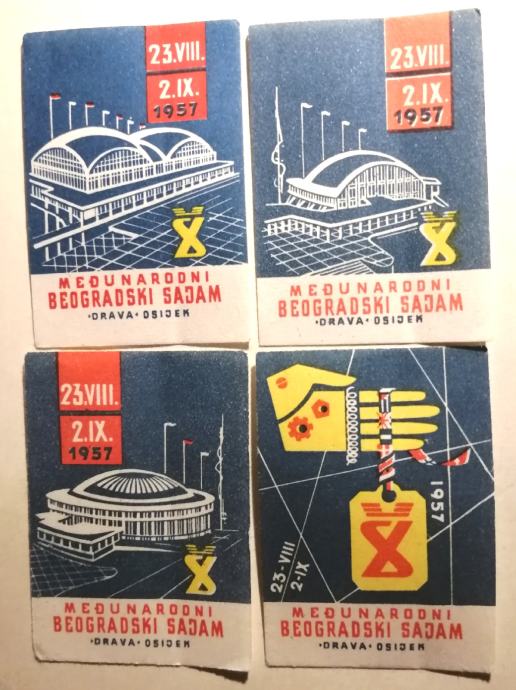 23.VIII.
2.IX.
1957
MEĐUNARODNI
BEOGRADSKI SAJAM
·DRAVA· OSIJEK
23.VIII.
2.IX.
1957
MEĐUNARODNI
BEOGRADSKI SAJAM
·DRAVA· OSIJEK
23.VIII.
2.IX.
1957
MEĐUNARODNI
BEOGRADSKI SAJAM
·DRAVA· OSIJEK
1957
23-VIII
2-IX
MEĐUNARODNI
BEOGRADSKI SAJAM
·DRAVA· OSIJEK